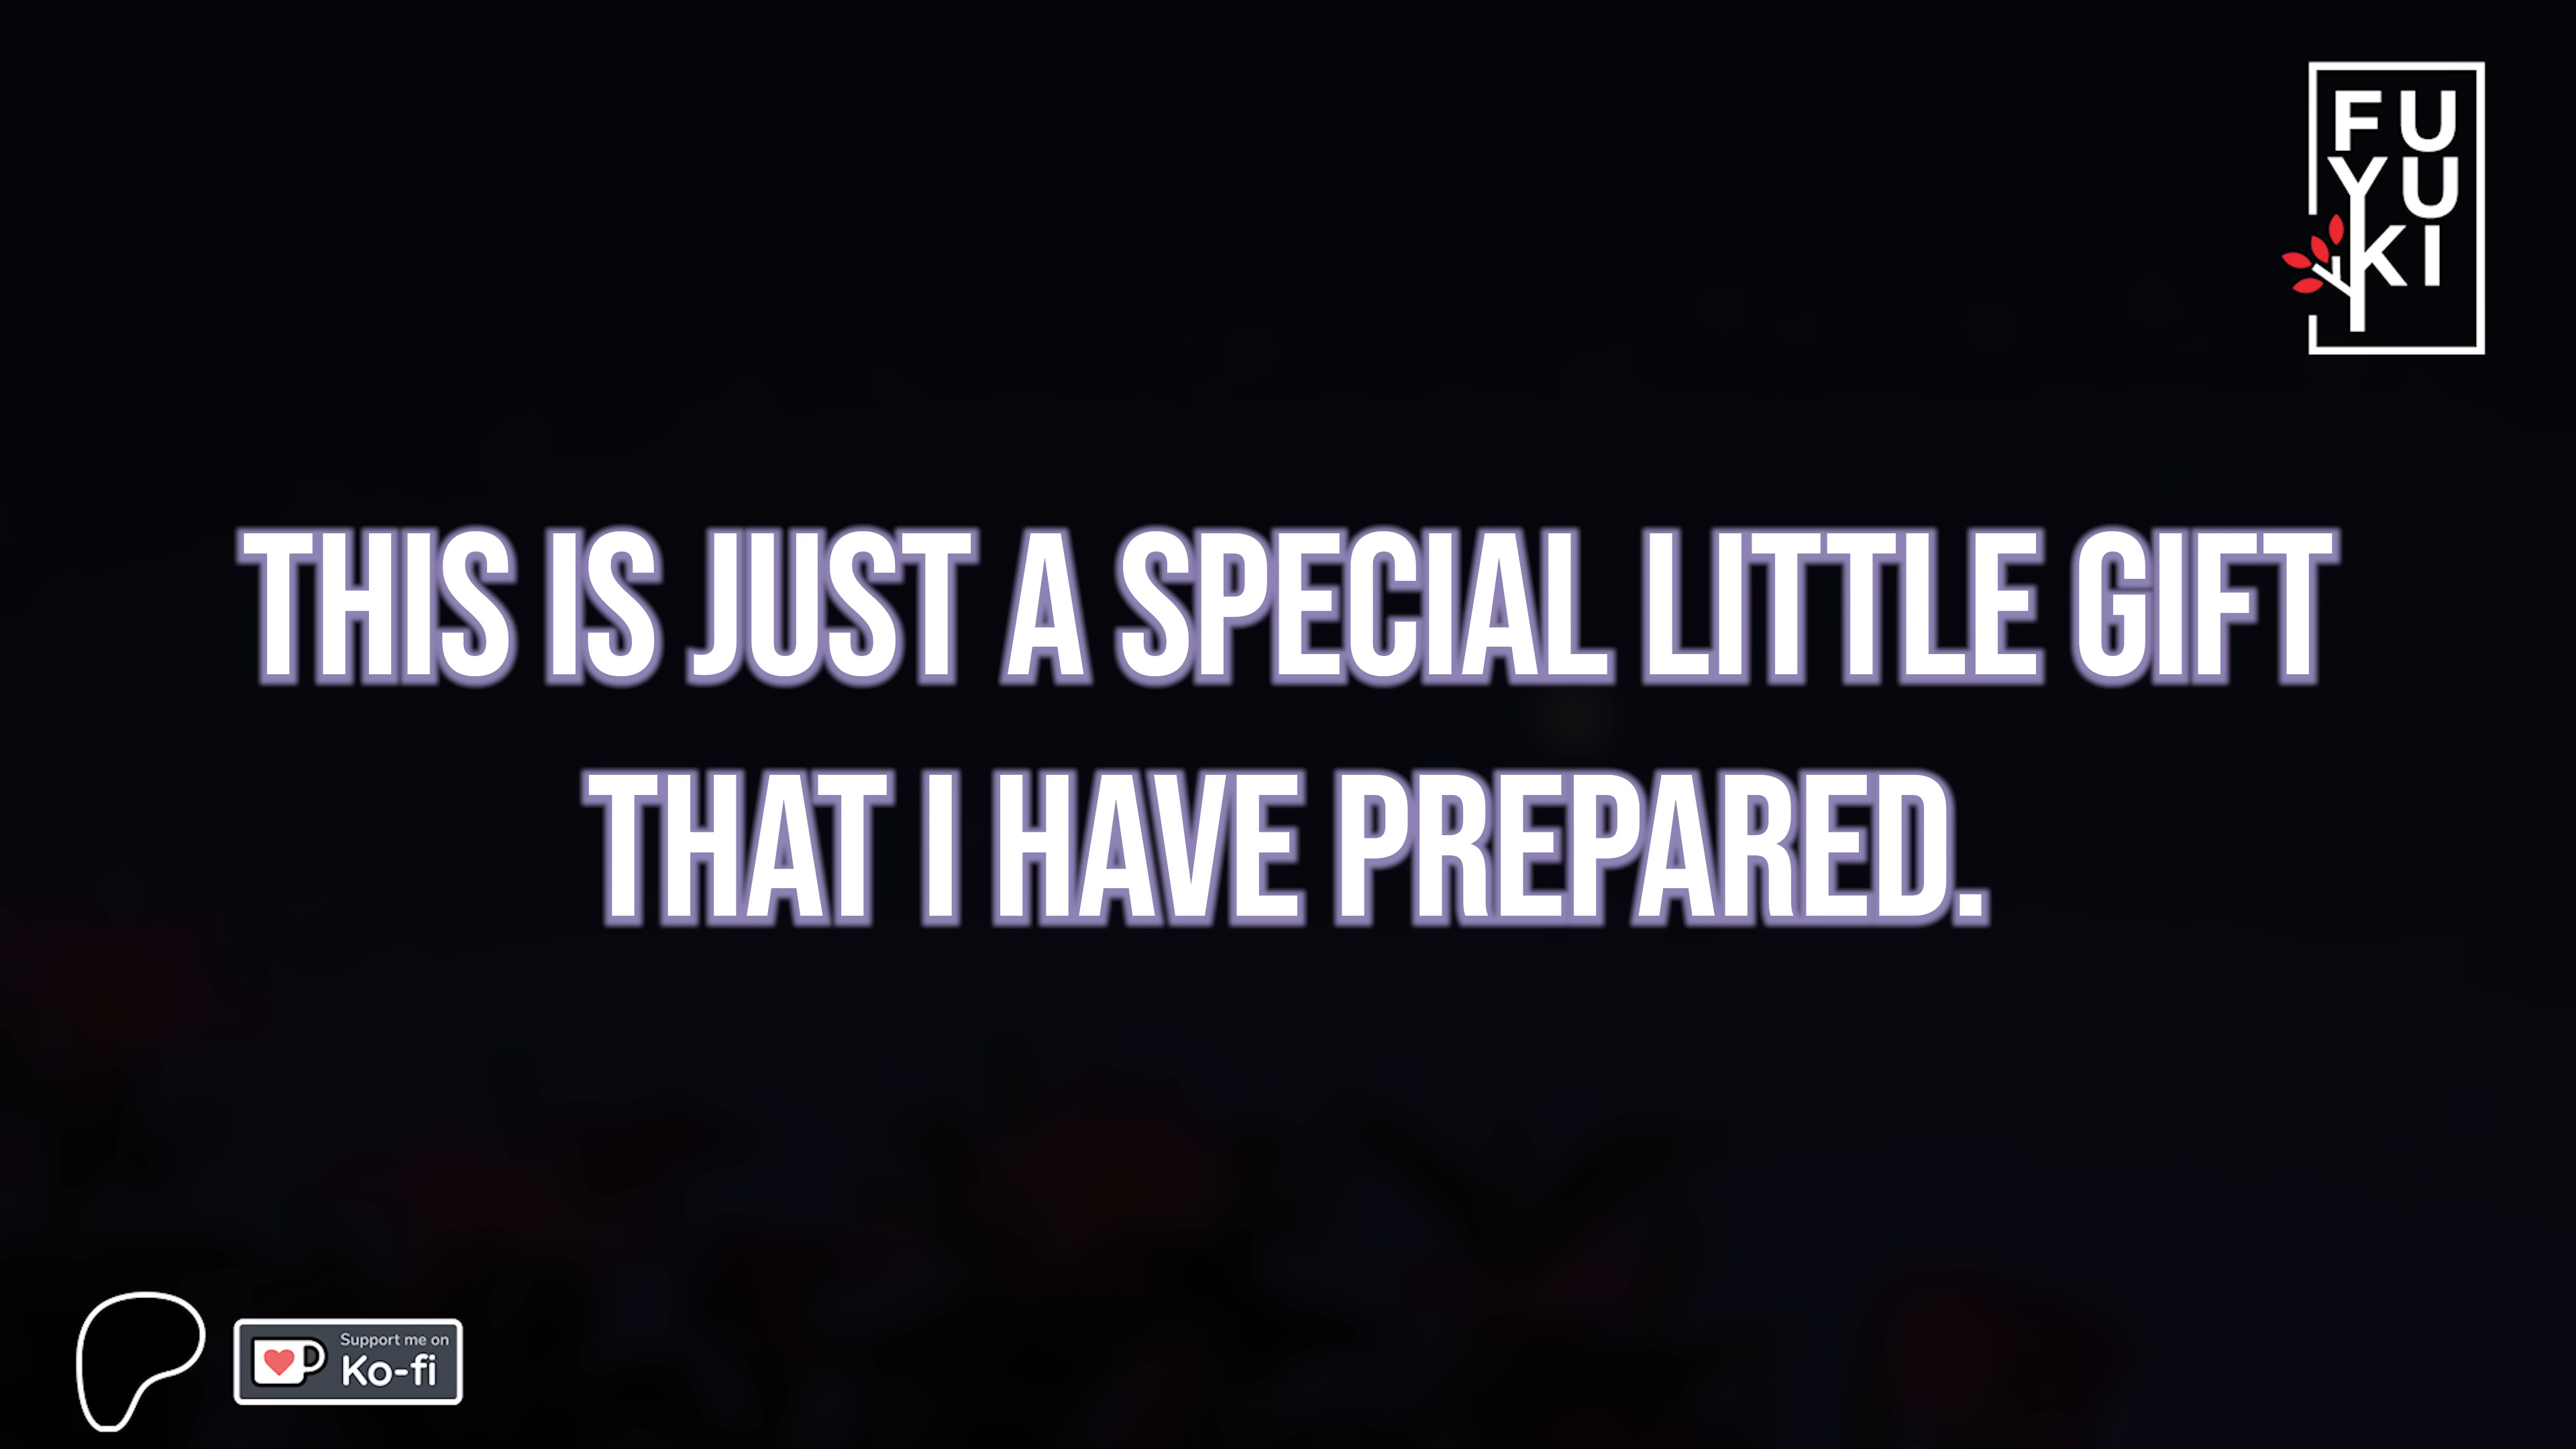 FU
YU
KI
THIS IS JUST A SPECIAL LITTLE GIFT
THAT I HAVE PREPARED.
Support me on
Ko-fi